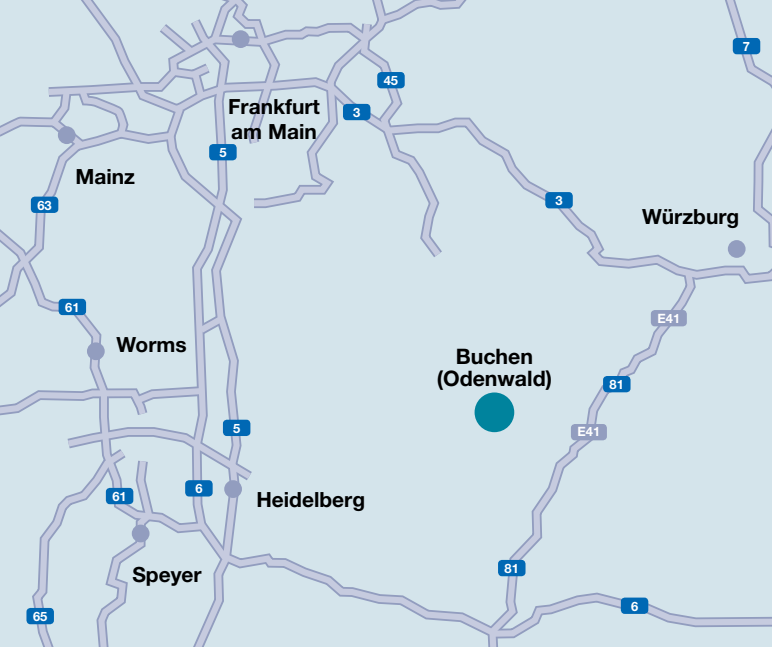 7
45
Frankfurt
am Main
3
5
Mainz
63
3
Würzburg
61
E41
Worms
Buchen
(Odenwald)
81
5
E41
6
61
Heidelberg
81
Speyer
6
65